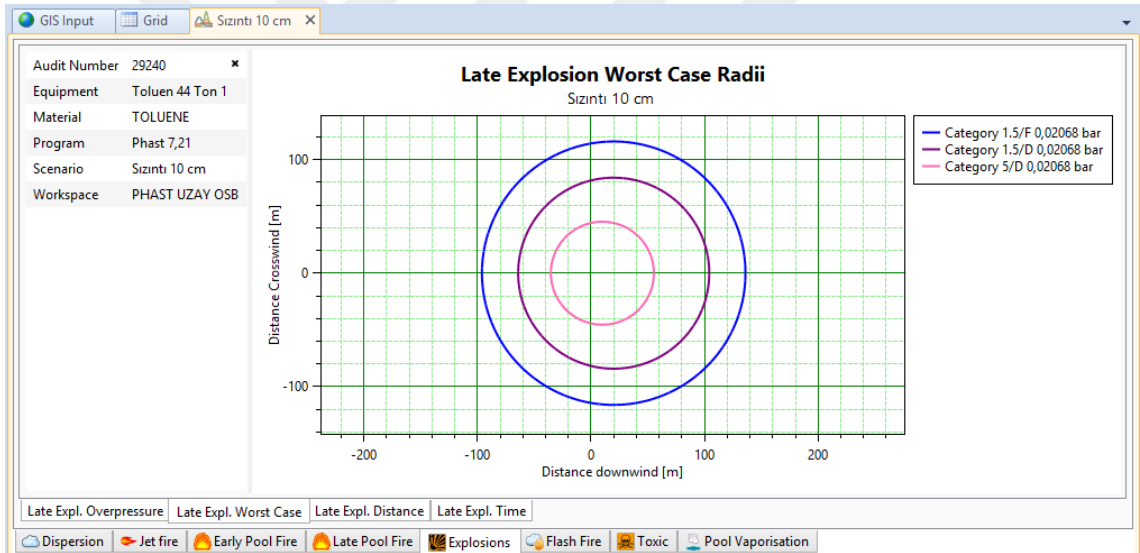 GIS Input Grid Sızıntı 10 cm
Audit Number 29240
Equipment Toluen 44 Ton 1
Material TOLUENE
Program Phast 7,21
Scenario Sızıntı 10 cm
Workspace PHAST UZAY OSB
Late Explosion Worst Case Radii
Sızıntı 10 cm
Category 1.5/F 0,02068 bar
Category 1.5/D 0,02068 bar
Category 5/D 0,02068 bar
Distance Crosswind [m]
100
0
-100
-200 -100 0 100 200
Distance downwind [m]
Late Expl. Overpressure Late Expl. Worst Case Late Expl. Distance Late Expl. Time
Dispersion Jet fire Early Pool Fire Late Pool Fire Explosions Flash Fire Toxic Pool Vaporisation